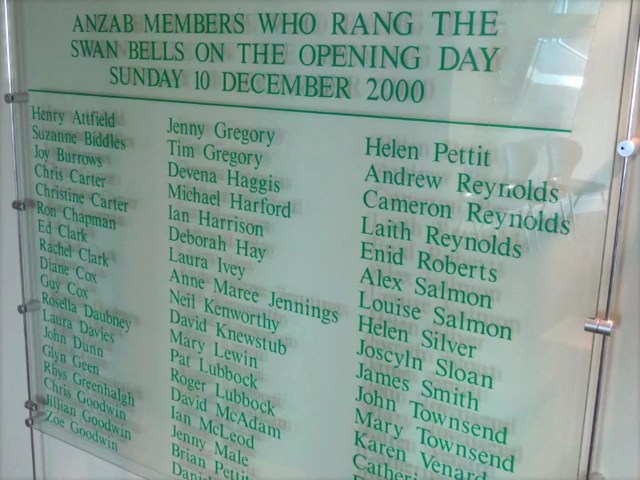 ANZAB MEMBERS WHO RANG THE
SWAN BELLS ON THE OPENING DAY
SUNDAY 10 DECEMBER 2000
Henry Attfield
Suzanne Biddles
Joy Burrows
Chris Carter
Christine Carter
Ron Chapman
Ed Clark
Rachel Clark
Diane Cox
Guy Cox
Rosella Daubney
Laura Davies
John Dunn
Glyn Geen
Rhys Greenhalgh
Chris Goodwin
Jillian Goodwin
Zoe Goodwin
Jenny Gregory
Tim Gregory
Devena Haggis
Michael Harford
Ian Harrison
Deborah Hay
Laura Ivey
Anne Maree Jennings
Neil Kenworthy
David Knewstub
Mary Lewin
Pat Lubbock
Roger Lubbock
David McAdam
Ian McLeod
Jenny Male
Brian Pettit
Helen Pettit
Andrew Reynolds
Cameron Reynolds
Laith Reynolds
Enid Roberts
Alex Salmon
Louise Salmon
Helen Silver
Joscyln Sloan
James Smith
John Townsend
Mary Townsend
Karen Venard